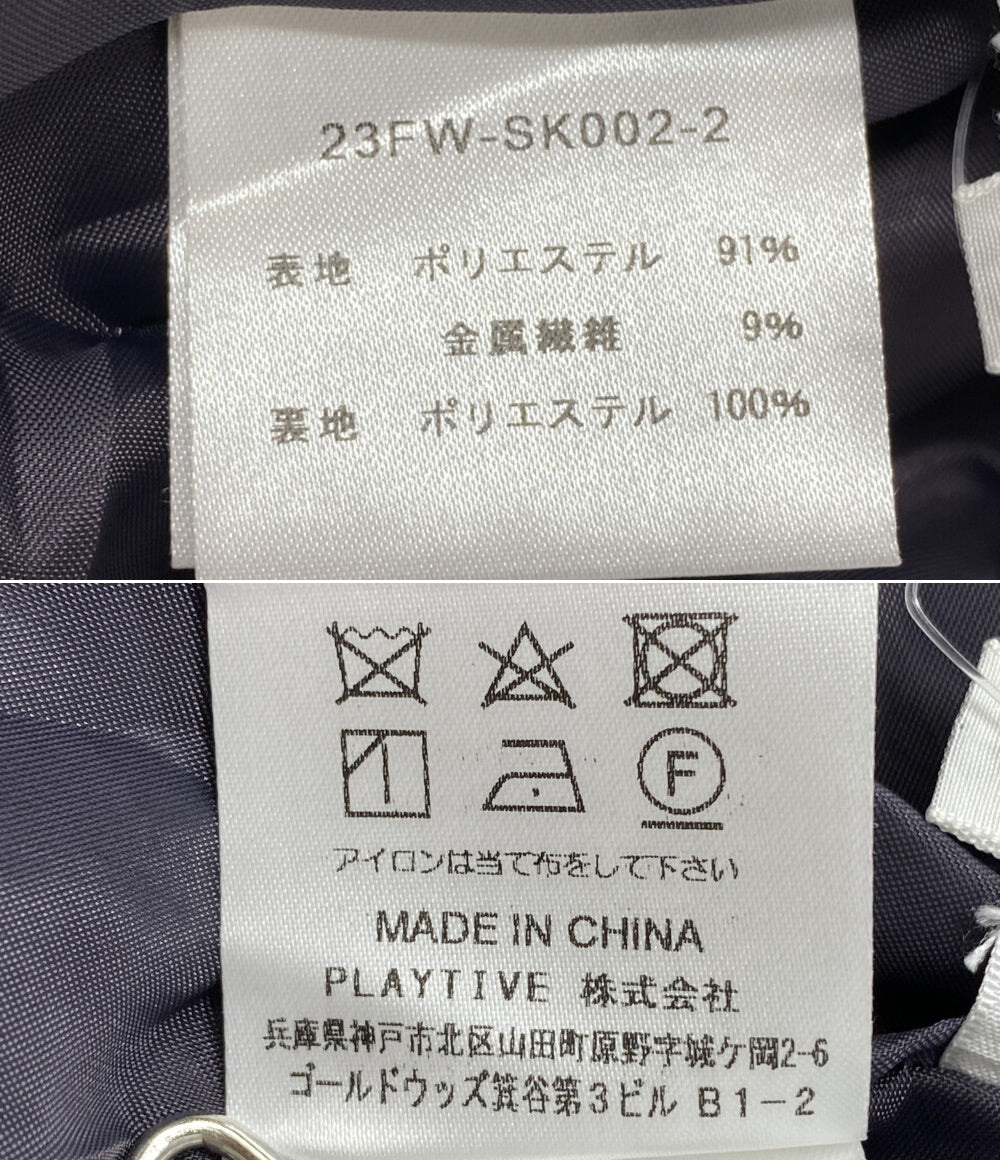 23FW-SK002-2
表地 ポリエステル 91%
金属繊維 9%
裏地 ポリエステル 100%
F
アイロンは当て布をして下さい
MADE IN CHINA
PLAYTIVE 株式会社
兵庫県神戸市北区山田町原野字城ケ岡2-6
ゴールドウッズ箕谷第3ビル B1-2